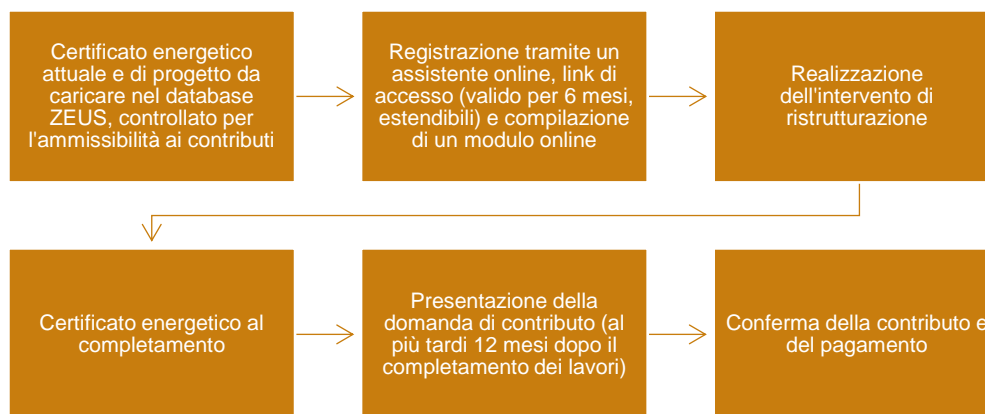 Certificato energetico
attuale e di progetto da
caricare nel database
ZEUS, controllato per
l'ammissibilità ai contributi
Registrazione tramite un
assistente online, link di
accesso (valido per 6 mesi,
estendibili) e compilazione
di un modulo online
Realizzazione
dell'intervento di
ristrutturazione
Certificato energetico al
completamento
Presentazione della
domanda di contributo (al
più tardi 12 mesi dopo il
completamento dei lavori)
Conferma della contributo e
del pagamento